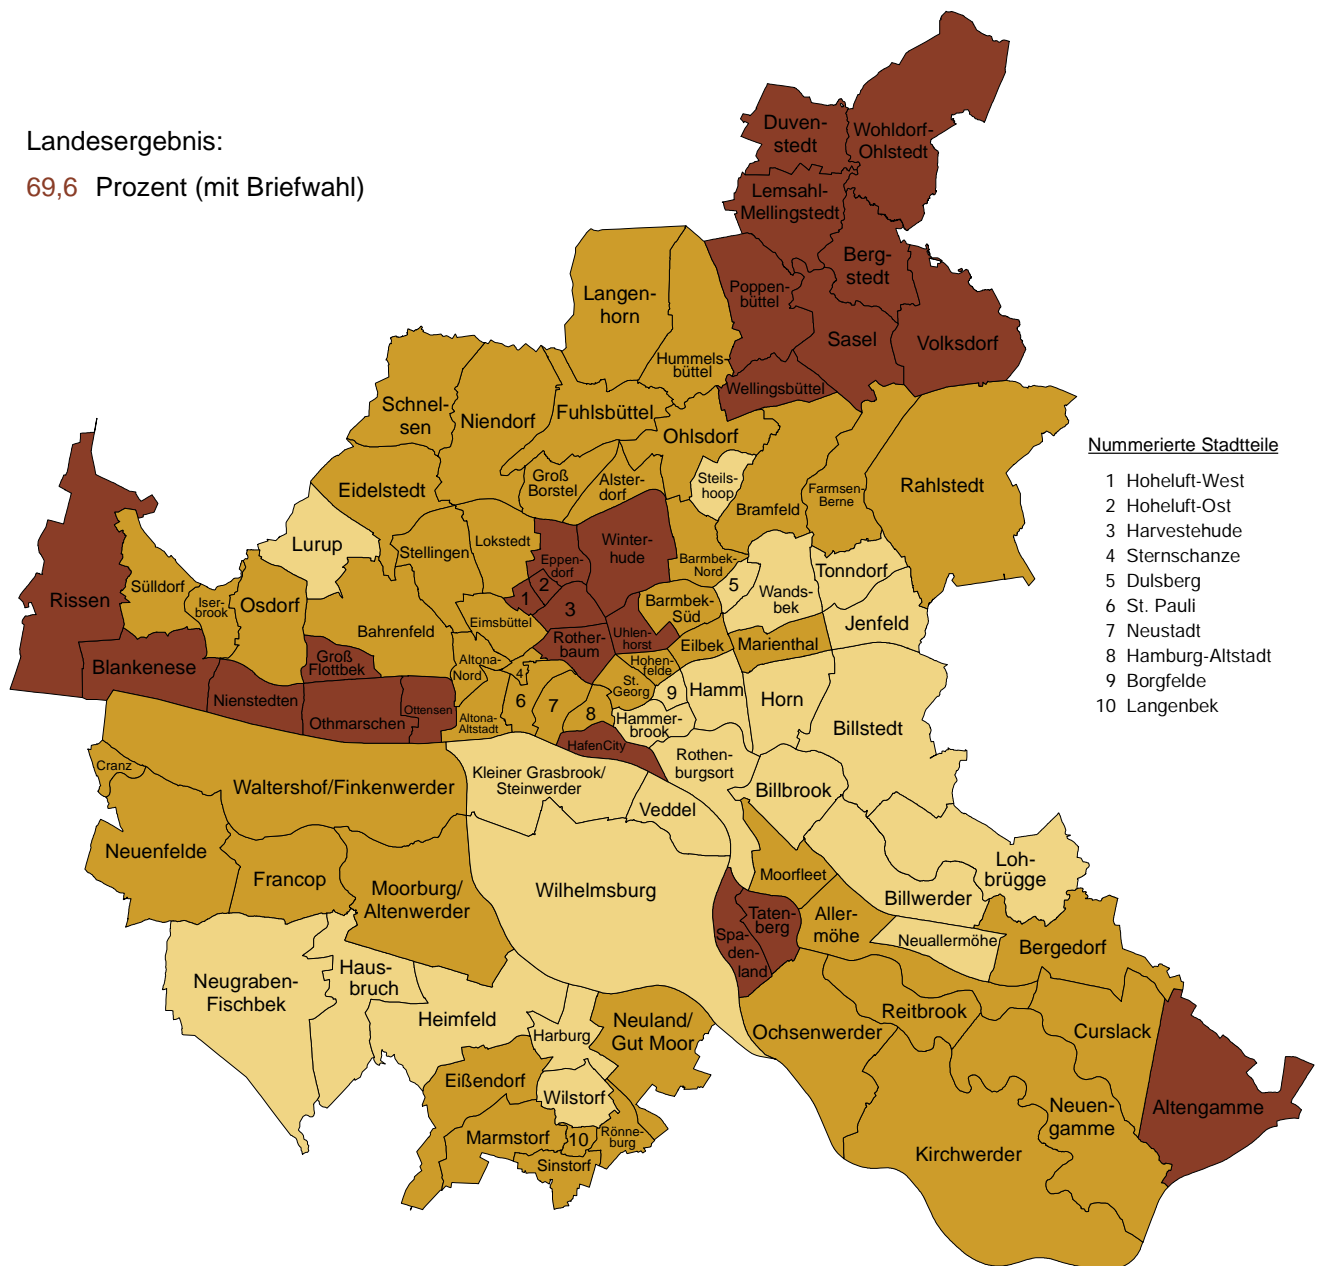 Landesergebnis:
69,6 Prozent (mit Briefwahl)
Duven-
stedt
Wohldorf-
Ohlstedt
Lemsahl-
Mellingstedt
Berg-
stedt
Poppen-
büttel
Sasel
Volksdorf
Wellingsbüttel
Langen-
horn
Hummels-
büttel
Schnel-
sen
Niendorf
Fuhlsbüttel
Ohlsdorf
Groß
Borstel
Alster-
dorf
Steils-
hoop
Bramfeld
Farmsen-
Berne
Rahlstedt
Eidelstedt
Lurup
Stellingen
Lokstedt
Eppen-
dorf
Winter-
hude
Barmbek-
Nord
5
Wands-
bek
Tonndorf
Jenfeld
Rissen
Sülldorf
Iser-
brook
Osdorf
Bahrenfeld
Eimsbüttel
1
2
3
Rother-
baum
Uhlen-
horst
Barmbek-
Süd
Eilbek
Marienthal
Blankenese
Nienstedten
Groß
Flottbek
Othmarschen
Ottensen
Altona-
Nord
Altona-
Altstadt
4
6
7
8
Hohen-
felde
St.
Georg
9
Hamm
Horn
Billstedt
Hammer-
brook
HafenCity
Rothen-
burgsort
Billbrook
Cranz
Waltershof/Finkenwerder
Kleiner Grasbrook/
Steinwerder
Veddel
Neuenfelde
Francop
Moorburg/
Altenwerder
Wilhelmsburg
Moorfleet
Billwerder
Loh-
brügge
Spa-
den-
land
Taten-
berg
Aller-
möhe
Neuallermöhe
Bergedorf
Neugraben-
Fischbek
Haus-
bruch
Heimfeld
Harburg
Neuland/
Gut Moor
Ochsenwerder
Reitbrook
Curslack
Eißendorf
Wilstorf
Marmstorf
10
Rönne-
burg
Sinstorf
Kirchwerder
Neuen-
gamme
Altengamme
Nummerierte Stadtteile
1 Hoheluft-West
2 Hoheluft-Ost
3 Harvestehude
4 Sternschanze
5 Dulsberg
6 St. Pauli
7 Neustadt
8 Hamburg-Altstadt
9 Borgfelde
10 Langenbek